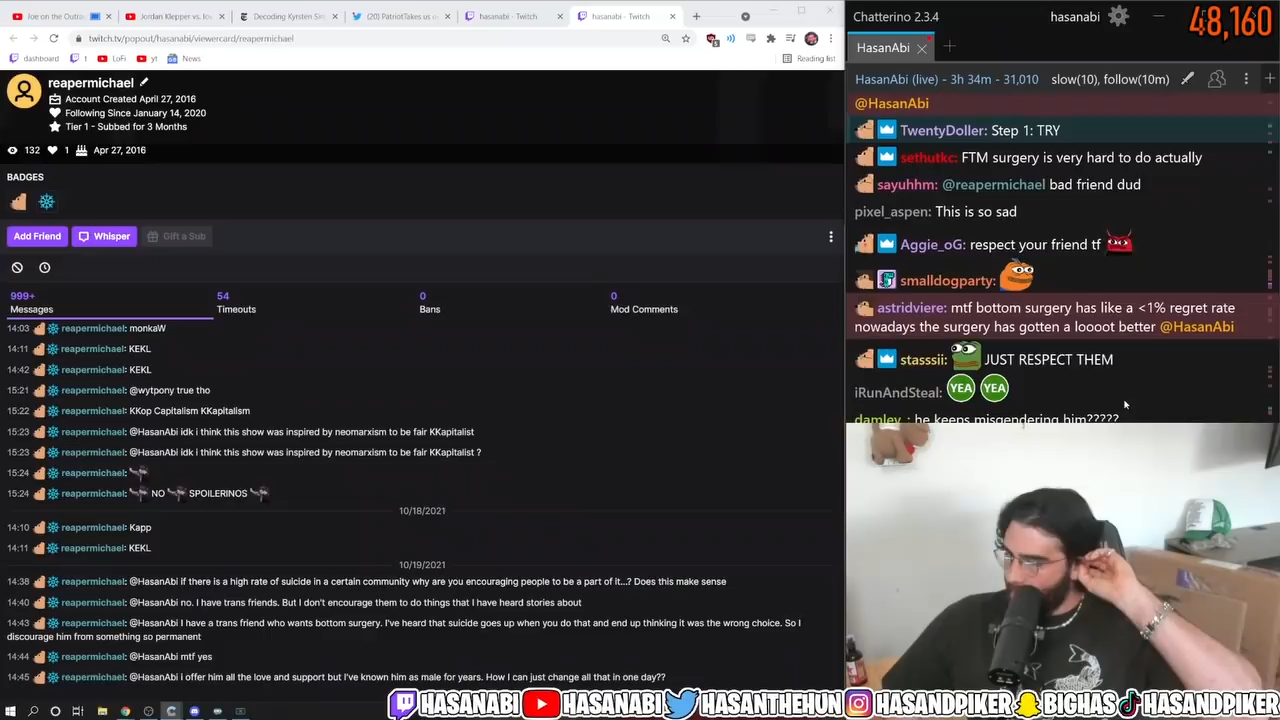 Joe on the Outra
Jordan Klepper vs. Iow
Decoding Kyrsten Sin
(20) PatriotTakes us o
hasanabi - Twitch
hasanabi - Twitch
twitch.tv/popout/hasanabi/viewercard/reapermichael
dashboard
1
LoFi
yt
News
Reading list
reapermichael
Account Created April 27, 2016
Following Since January 14, 2020
Tier 1 - Subbed for 3 Months
132 1 Apr 27, 2016
BADGES
Add Friend
Whisper
Gift a Sub
999+ 54 0 0
Messages Timeouts Bans Mod Comments
14:03 reapermichael: monkaW
14:11 reapermichael: KEKL
14:42 reapermichael: KEKL
15:21 reapermichael: @wytpony true tho
15:22 reapermichael: KKop Capitalism KKapitalism
15:23 reapermichael: @HasanAbi idk i think this show was inspired by neomarxism to be fair KKapitalist
15:23 reapermichael: @HasanAbi idk i think this show was inspired by neomarxism to be fair KKapitalist ?
15:24 reapermichael:
15:24 reapermichael: NO SPOILERINOS
10/18/2021
14:10 reapermichael: Kapp
14:11 reapermichael: KEKL
10/19/2021
14:38 reapermichael: @HasanAbi if there is a high rate of suicide in a certain community why are you encouraging people to be a part of it...? Does this make sense
14:40 reapermichael: @HasanAbi no. I have trans friends. But I don't encourage them to do things that I have heard stories about
14:43 reapermichael: @HasanAbi I have a trans friend who wants bottom surgery. I've heard that suicide goes up when you do that and end up thinking it was the wrong choice. So I
discourage him from something so permanent
14:44 reapermichael: @HasanAbi mtf yes
14:45 reapermichael: @HasanAbi i offer him all the love and support but I've known him as male for years. How I can just change all that in one day??
Chatterino 2.3.4
hasanabi
48,160
HasanAbi
HasanAbi (live) - 3h 34m - 31,010
slow(10), follow(10m)
@HasanAbi
TwentyDoller: Step 1: TRY
sethutkc: FTM surgery is very hard to do actually
sayuhhm: @reapermichael bad friend dud
pixel_aspen: This is so sad
Aggie_oG: respect your friend tf
smalldogparty:
astridviere: mtf bottom surgery has like a <1% regret rate
nowadays the surgery has gotten a loooot better @HasanAbi
stasssii: JUST RESPECT THEM
iRunAndSteal: YEA YEA
damley_: he keeps misgendering him?????
HASANABI
HASANABI
HASANTHEHUN
HASANDPIKER
BIGHAS
HASANDPIKER